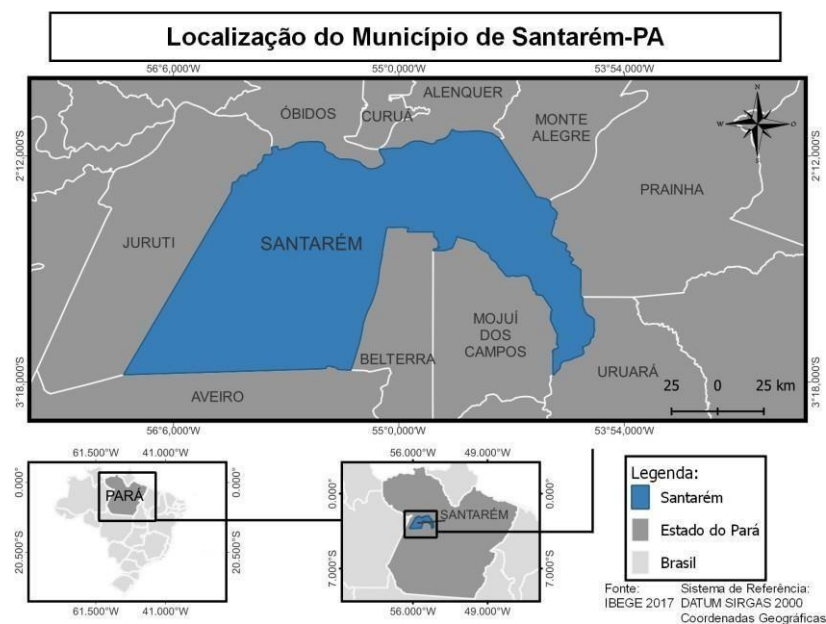 Localização do Município de Santarém-PA
56°6,000'W 55°0,000'W 53°54,000'W
2°12,000'S
2°12,000'S
3°18,000'S
3°18,000'S
N
W
O
S
ÓBIDOS
CURUÁ
ALENQUER
MONTE
ALEGRE
PRAINHA
JURUTI
SANTARÉM
BELTERRA
MOJUÍ
DOS
CAMPOS
AVEIRO
URUARÁ
25 0 25 km
56°6,000'W 55°0,000'W 53°54,000'W
61.500°W 41.000°W
0.000°
0.000°
20.500°S
20.500°S
PARÁ
61.500°W 41.000°W
56.000°W 49.000°W
0.000°
0.000°
7.000°S
7.000°S
SANTARÉM
56.000°W 49.000°W
Legenda:
Santarém
Estado do Pará
Brasil
Fonte:
IBEGE 2017
Sistema de Referência:
DATUM SIRGAS 2000
Coordenadas Geográficas